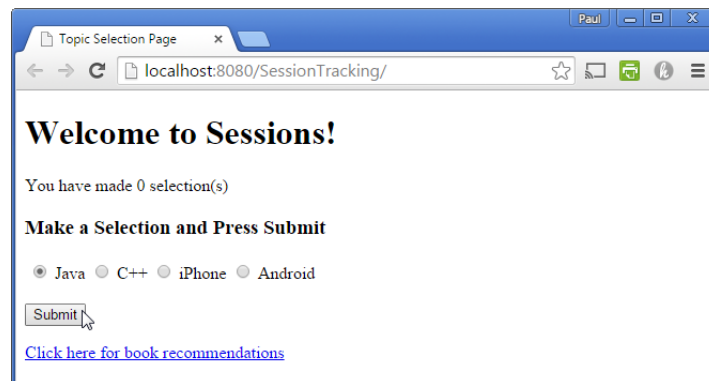 Paul
Topic Selection Page
localhost:8080/SessionTracking/
Welcome to Sessions!
You have made 0 selection(s)
Make a Selection and Press Submit
Java C++ iPhone Android
Submit
Click here for book recommendations